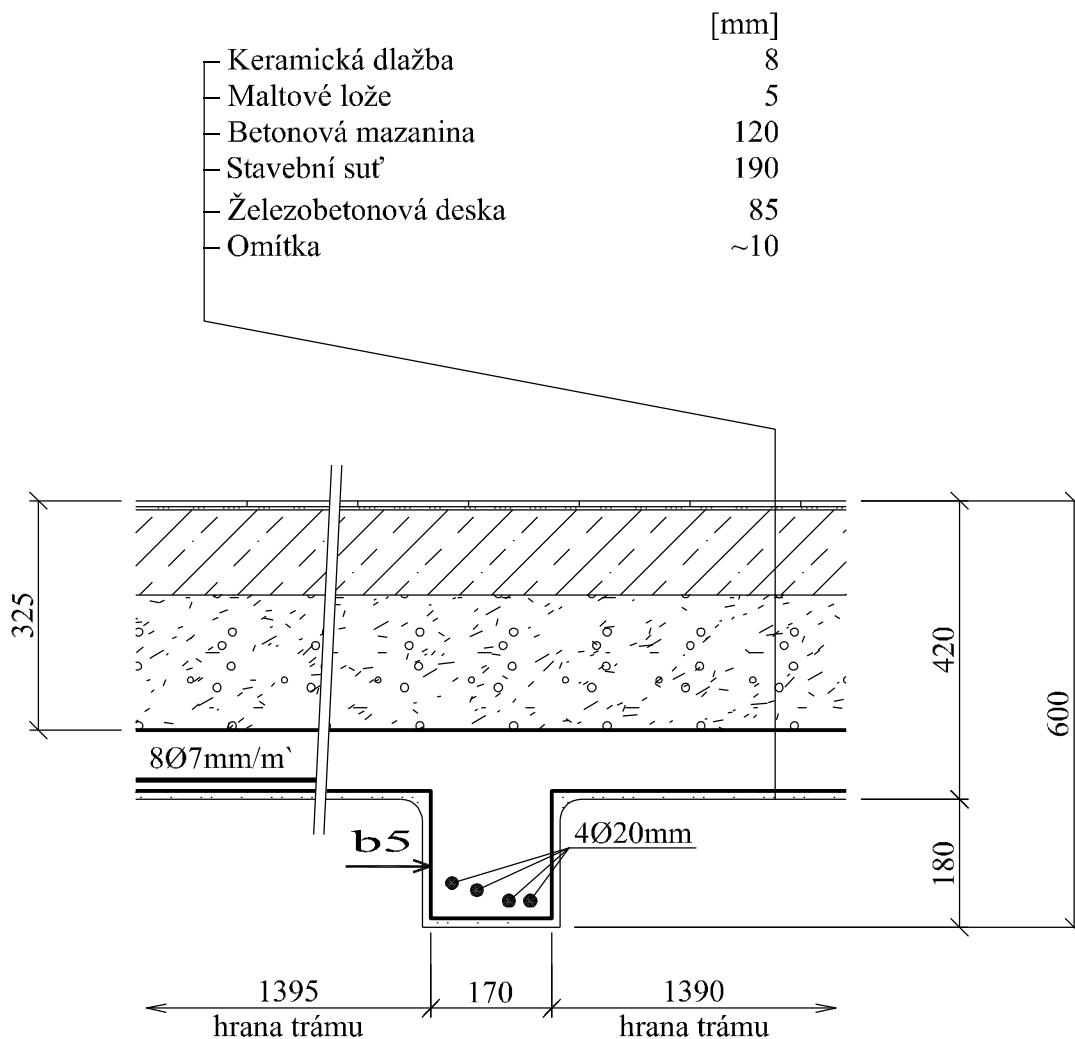 [mm]
Keramická dlažba 8
Maltové lože 5
Betonová mazanina 120
Stavební suť 190
Železobetonová deska 85
Omítka ~10
325
420
600
8Ø7mm/m`
b5
4Ø20mm
180
1395 170 1390
hrana trámu hrana trámu